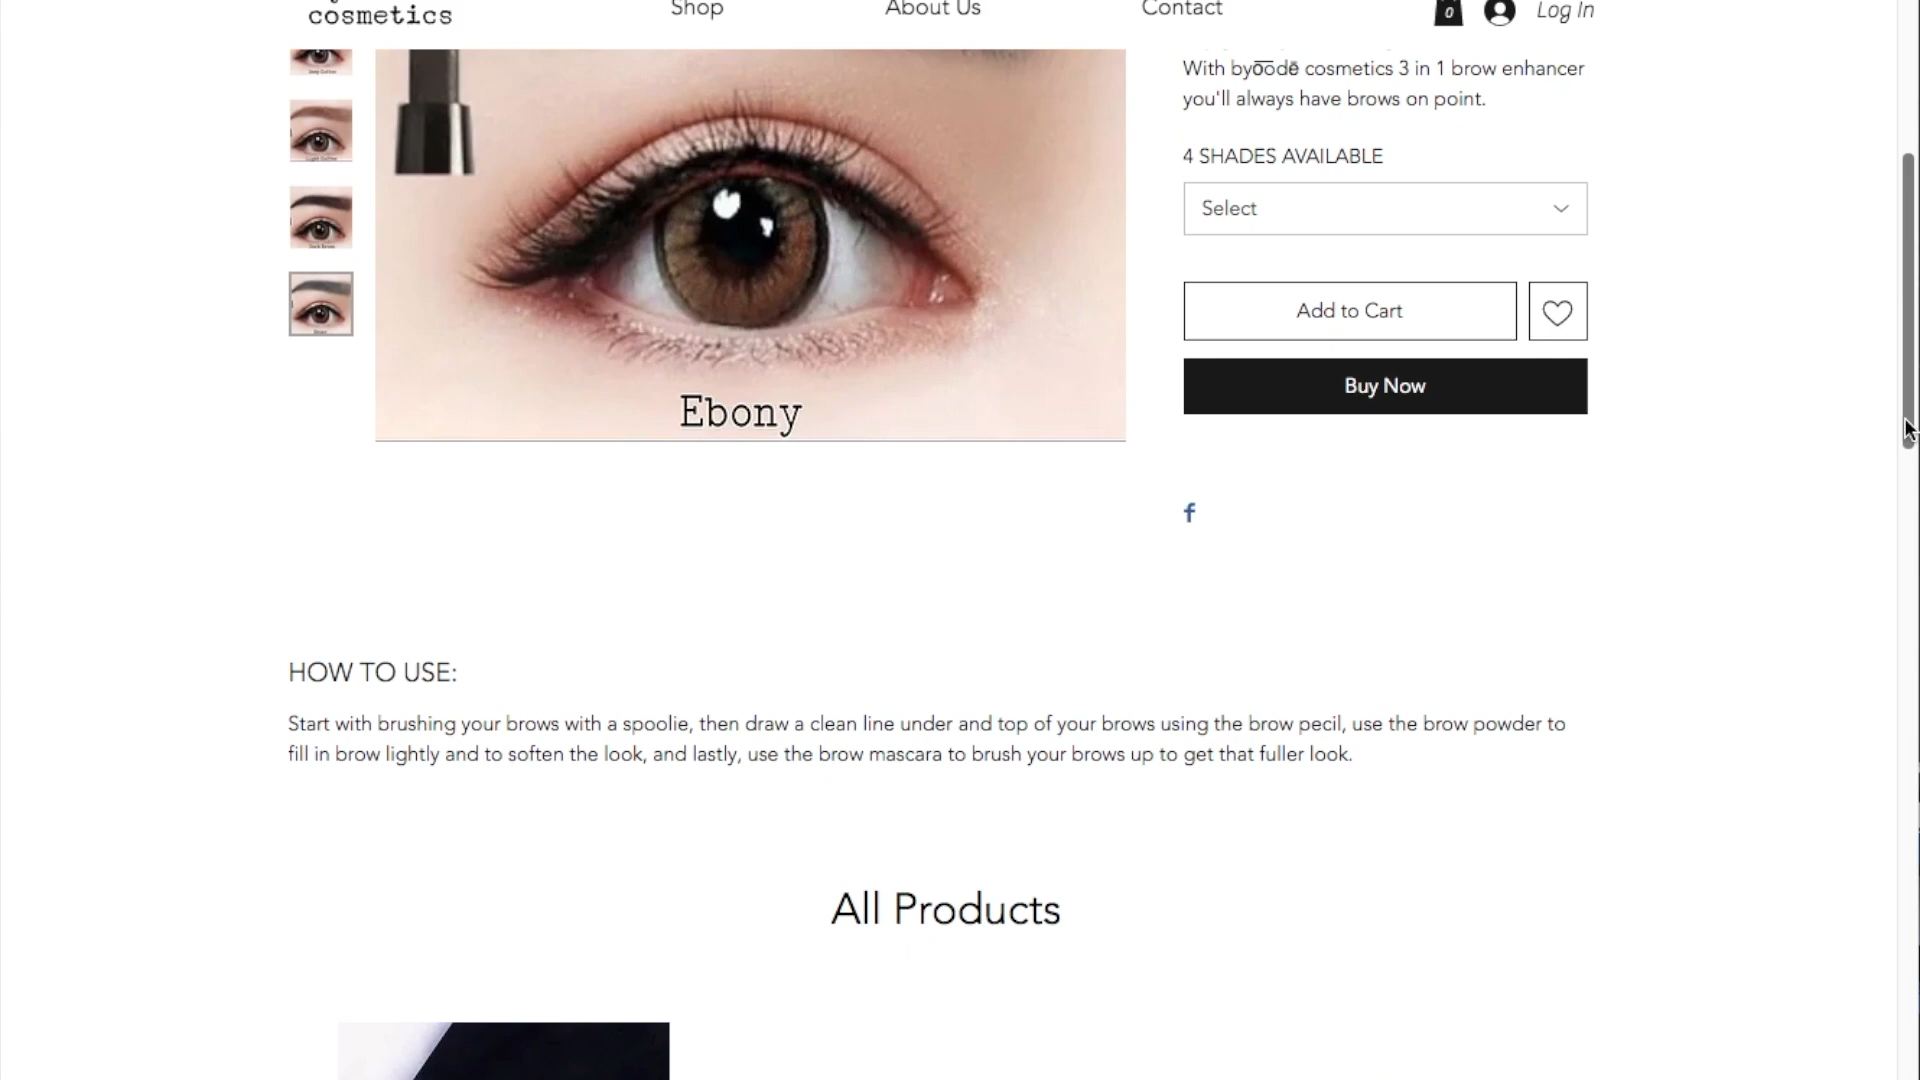 cosmetics
Shop
About Us
Contact
0
Log In
With byōōdē cosmetics 3 in 1 brow enhancer
you'll always have brows on point.
4 SHADES AVAILABLE
Select
Add to Cart
Buy Now
Ebony
f
HOW TO USE:
Start with brushing your brows with a spoolie, then draw a clean line under and top of your brows using the brow pecil, use the brow powder to
fill in brow lightly and to soften the look, and lastly, use the brow mascara to brush your brows up to get that fuller look.
All Products